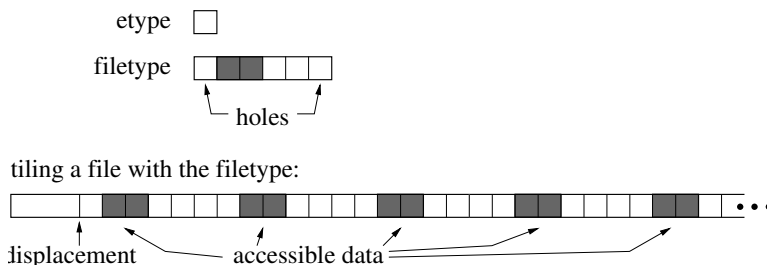 etype
filetype
holes
tiling a file with the filetype:
displacement accessible data